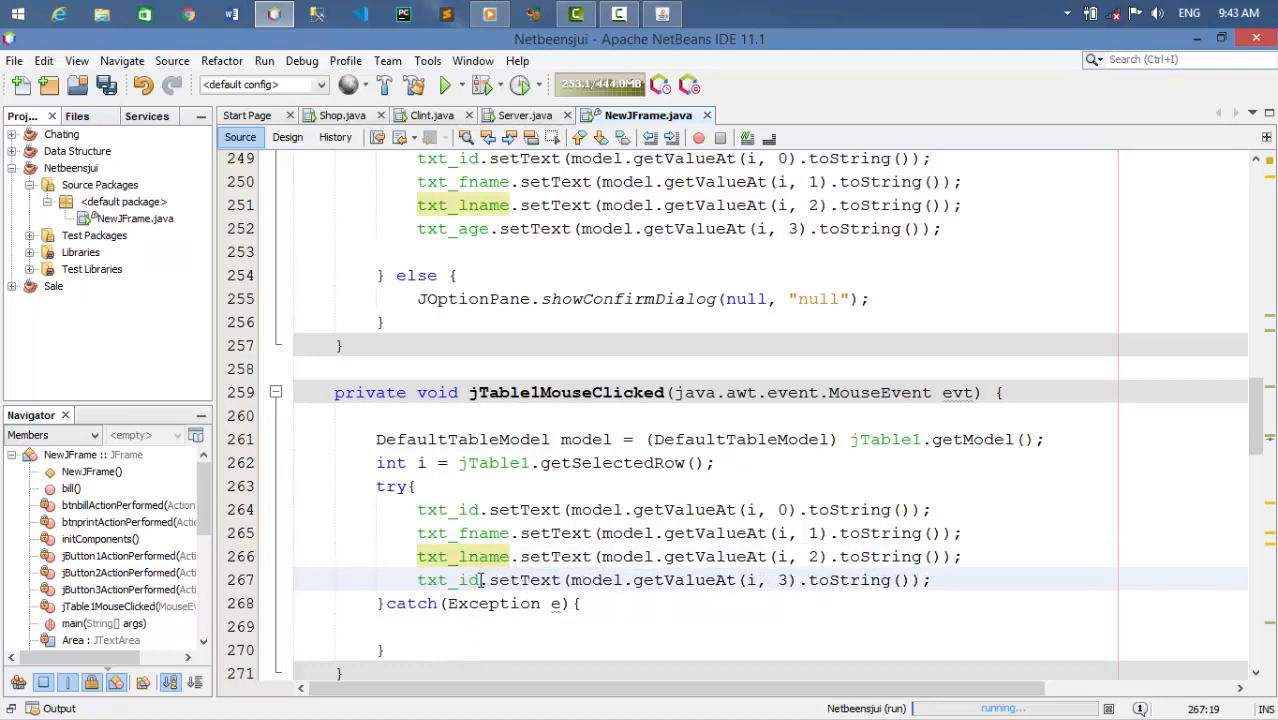 ENG
9:43 AM
Netbeensjui - Apache NetBeans IDE 11.1
File Edit View Navigate Source Refactor Run Debug Profile Team Tools Window Help
Search (Ctrl+I)
<default config>
253.1/444.0MB
Proj... Files Services
Start Page Shop.java Clint.java Server.java NewJFrame.java
Source Design History
Chating
Data Structure
Netbeensjui
Source Packages
<default package>
NewJFrame.java
Test Packages
Libraries
Test Libraries
Sale
Navigator
Members <empty>
NewJFrame :: JFrame
NewJFrame()
bill()
btnbillActionPerformed(Action
btnprintActionPerformed(Actio
initComponents()
jButton1ActionPerformed(Acti
jButton2ActionPerformed(Acti
jButton3ActionPerformed(Acti
jTable1MouseClicked(MouseE
main(String[] args)
Area : JTextArea
249 txt_id.setText(model.getValueAt(i, 0).toString());
250 txt_fname.setText(model.getValueAt(i, 1).toString());
251 txt_lname.setText(model.getValueAt(i, 2).toString());
252 txt_age.setText(model.getValueAt(i, 3).toString());
253
254 } else {
255 JOptionPane.showConfirmDialog(null, "null");
256 }
257 }
258
259 private void jTable1MouseClicked(java.awt.event.MouseEvent evt) {
260
261 DefaultTableModel model = (DefaultTableModel) jTable1.getModel();
262 int i = jTable1.getSelectedRow();
263 try{
264 txt_id.setText(model.getValueAt(i, 0).toString());
265 txt_fname.setText(model.getValueAt(i, 1).toString());
266 txt_lname.setText(model.getValueAt(i, 2).toString());
267 txt_id.setText(model.getValueAt(i, 3).toString());
268 }catch(Exception e){
269
270 }
271 }
Output
Netbeensjui (run)
running...
267:19
INS